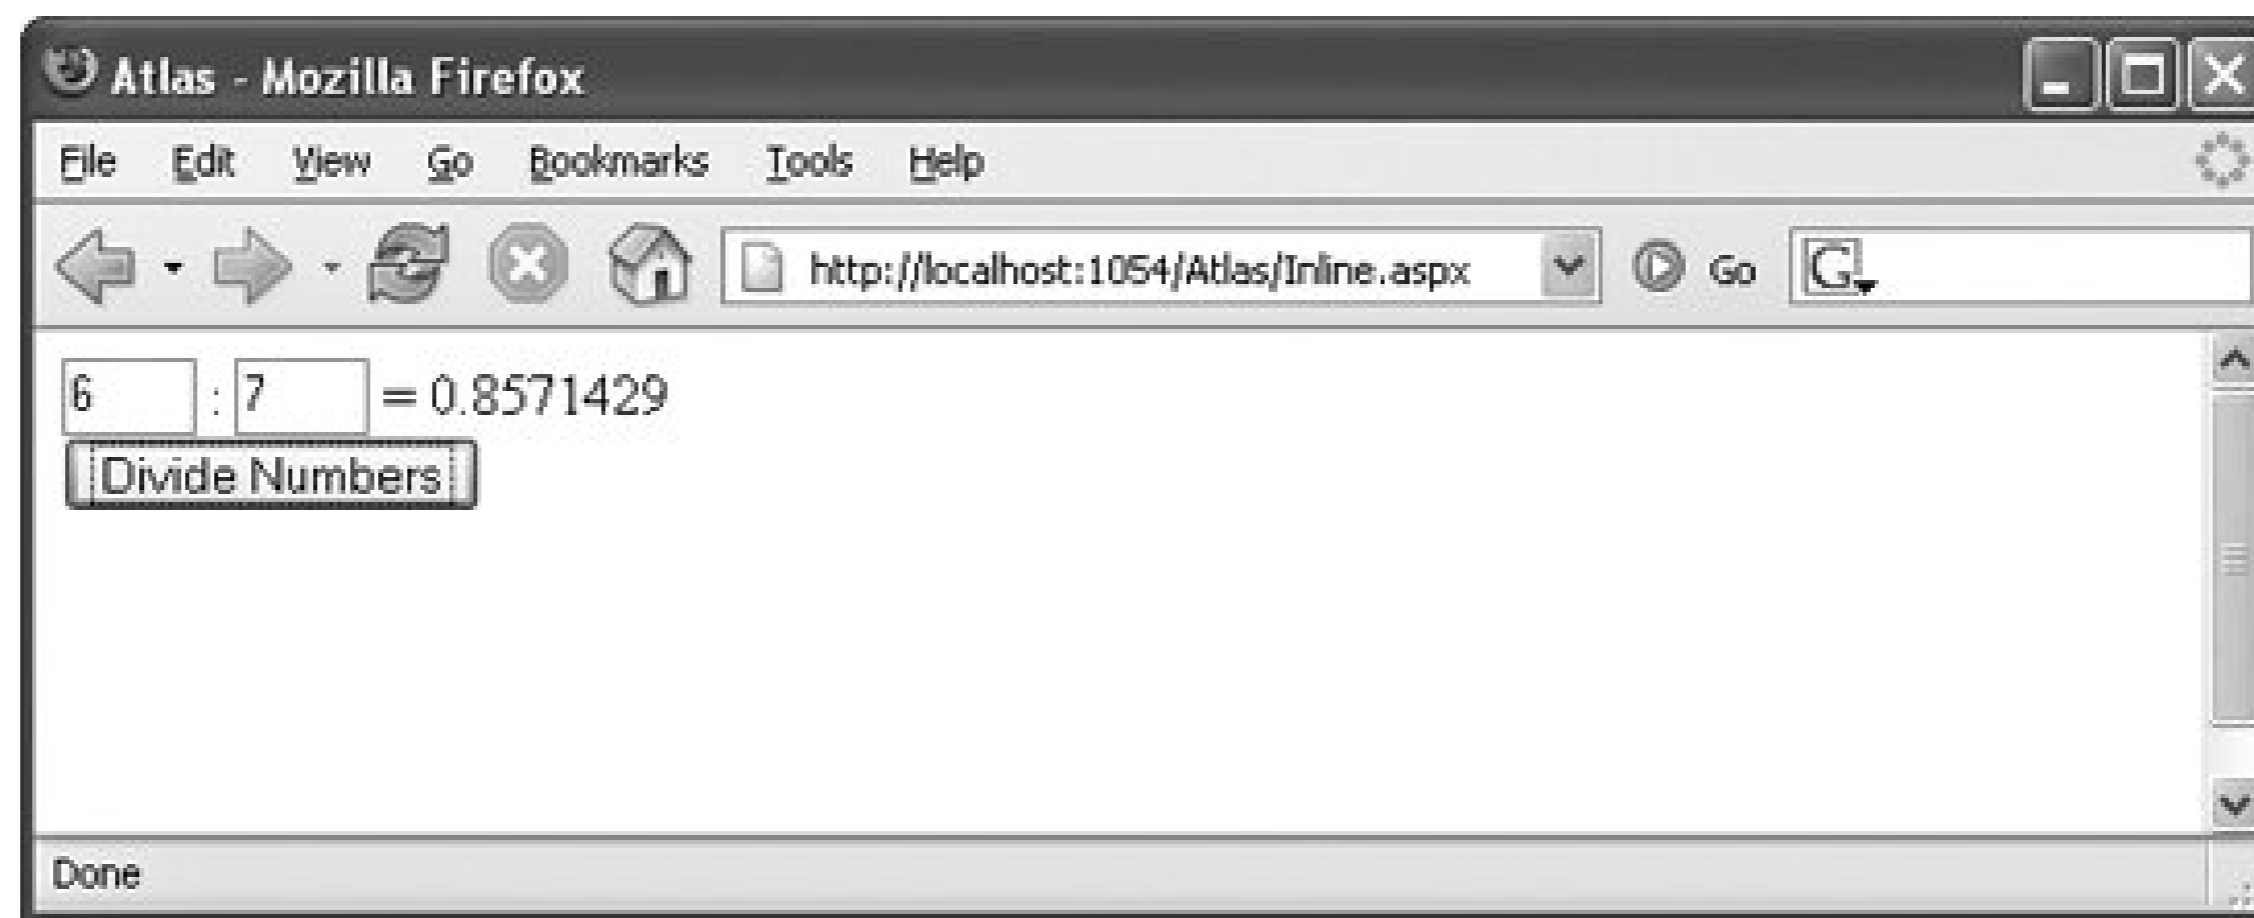 Atlas - Mozilla Firefox
File Edit View Go Bookmarks Tools Help
http://localhost:1054/Atlas/Inline.aspx Go G
6 : 7 = 0.8571429
Divide Numbers
Done